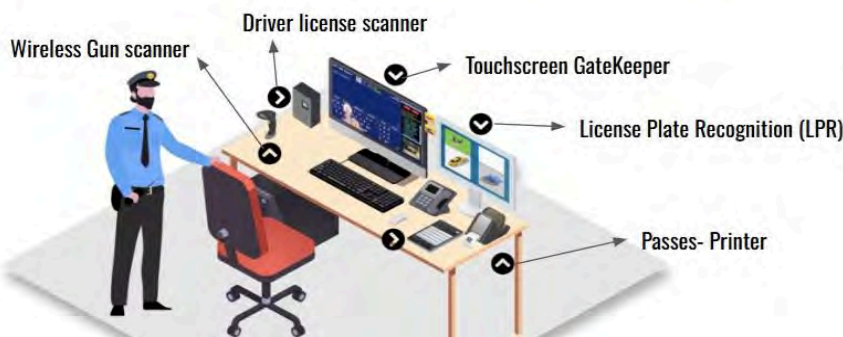 Driver license scanner
Wireless Gun scanner
Touchscreen GateKeeper
License Plate Recognition (LPR)
Passes- Printer